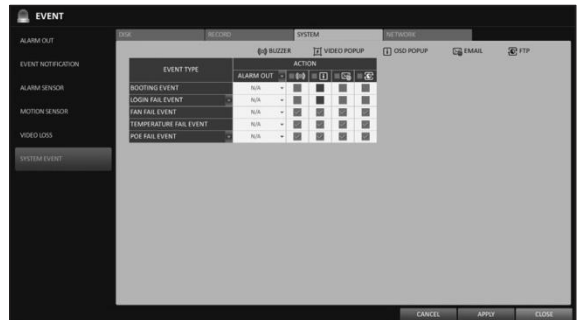 EVENT
ALARM OUT
EVENT NOTIFICATION
ALARM SENSOR
MOTION SENSOR
VIDEO LOSS
SYSTEM EVENT
DISK RECORD SYSTEM NETWORK
BUZZER VIDEO POPUP OSD POPUP EMAIL FTP
EVENT TYPE ACTION
ALARM OUT
BOOTING EVENT N/A
LOGIN FAIL EVENT N/A
FAN FAIL EVENT N/A
TEMPERATURE FAIL EVENT N/A
POE FAIL EVENT N/A
CANCEL APPLY CLOSE